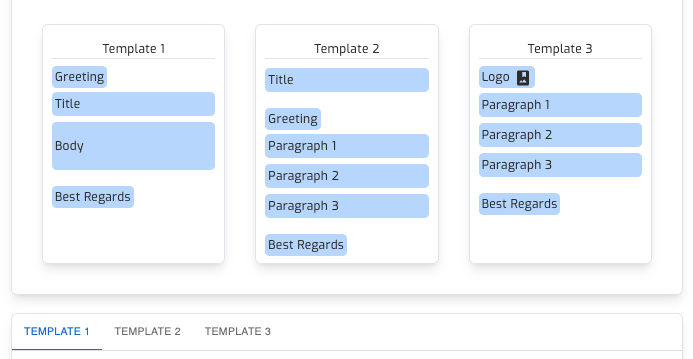 Template 1
Greeting
Title
Body
Best Regards
Template 2
Title
Greeting
Paragraph 1
Paragraph 2
Paragraph 3
Best Regards
Template 3
Logo
Paragraph 1
Paragraph 2
Paragraph 3
Best Regards
TEMPLATE 1 TEMPLATE 2 TEMPLATE 3